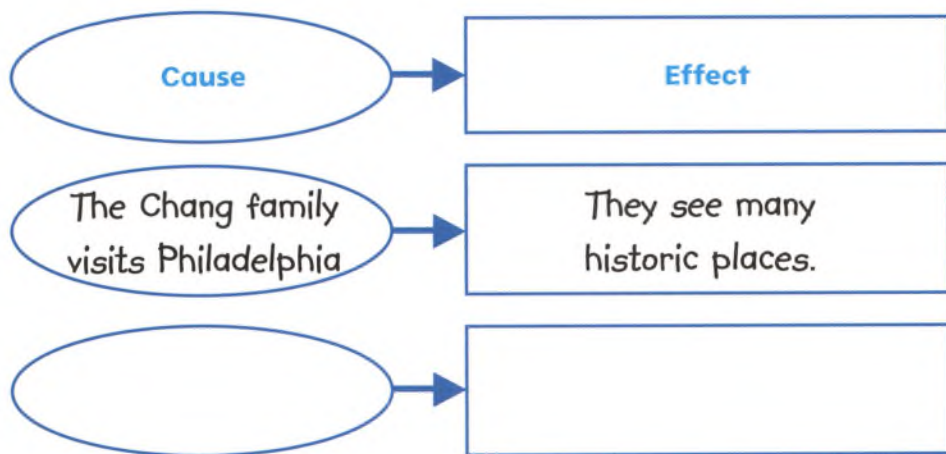 Cause
Effect
The Chang family
visits Philadelphia
They see many
historic places.